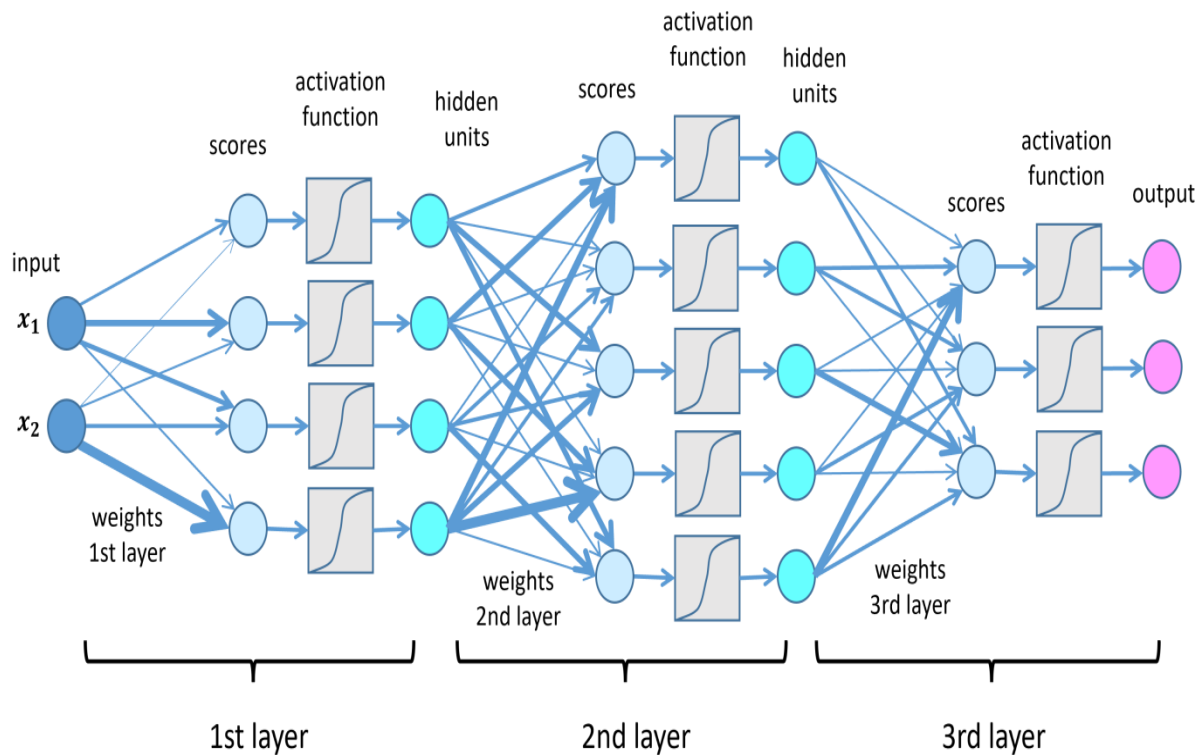 activation
function
hidden
units
scores
activation
function
hidden
units
scores
activation
function
output
scores
input
x₁
x₂
weights
1st layer
weights
2nd layer
weights
3rd layer
1st layer
2nd layer
3rd layer